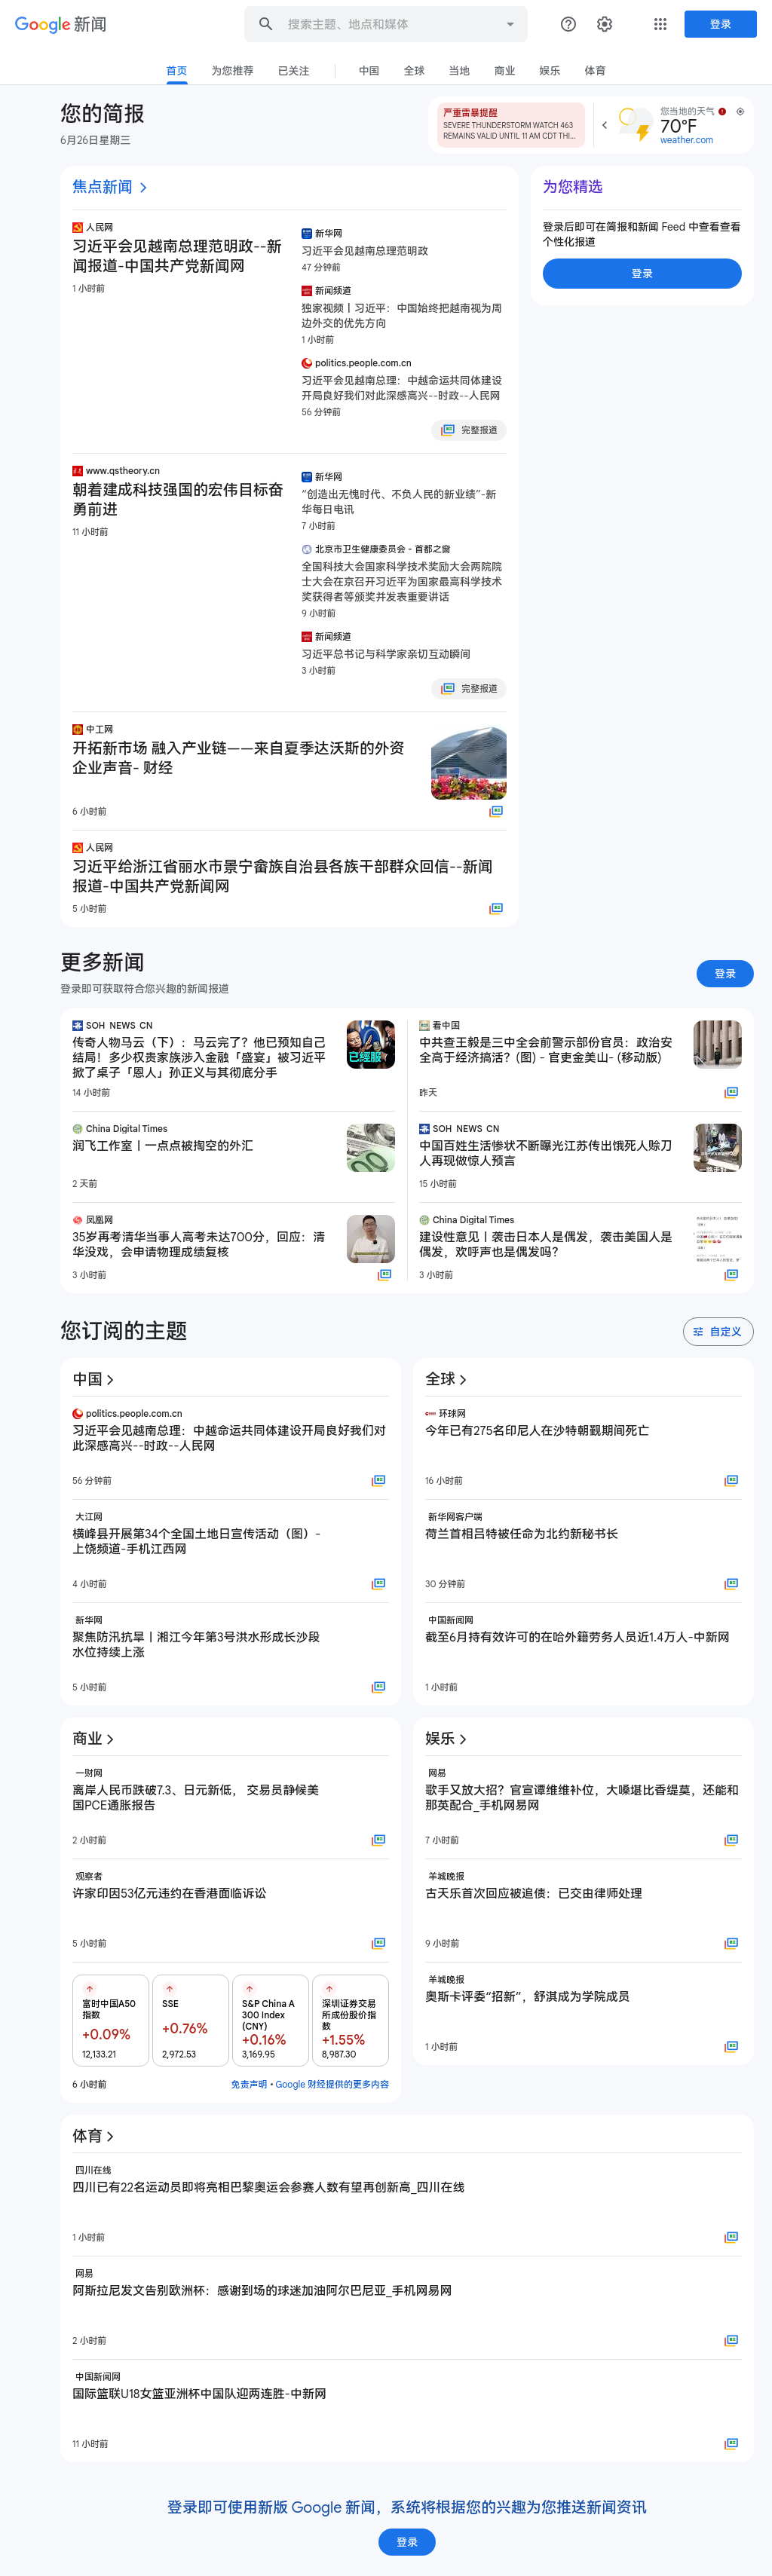 Google 新闻
搜索主题、地点和媒体
登录
首页
为您推荐
已关注
中国
全球
当地
商业
娱乐
体育
您的简报
6月26日星期三
严重雷暴提醒
SEVERE THUNDERSTORM WATCH 463
REMAINS VALID UNTIL 11 AM CDT THI...
您当地的天气
70°F
weather.com
焦点新闻
人民网
习近平会见越南总理范明政--新
闻报道-中国共产党新闻网
1 小时前
新华网
习近平会见越南总理范明政
47 分钟前
新闻频道
独家视频丨习近平：中国始终把越南视为周
边外交的优先方向
1 小时前
politics.people.com.cn
习近平会见越南总理：中越命运共同体建设
开局良好我们对此深感高兴--时政--人民网
56 分钟前
完整报道
www.qstheory.cn
朝着建成科技强国的宏伟目标奋
勇前进
11 小时前
新华网
“创造出无愧时代、不负人民的新业绩”-新
华每日电讯
7 小时前
北京市卫生健康委员会 - 首都之窗
全国科技大会国家科学技术奖励大会两院院
士大会在京召开习近平为国家最高科学技术
奖获得者等颁奖并发表重要讲话
9 小时前
新闻频道
习近平总书记与科学家亲切互动瞬间
3 小时前
完整报道
中工网
开拓新市场 融入产业链——来自夏季达沃斯的外资
企业声音- 财经
6 小时前
人民网
习近平给浙江省丽水市景宁畲族自治县各族干部群众回信--新闻
报道-中国共产党新闻网
5 小时前
为您精选
登录后即可在简报和新闻 Feed 中查看查看
个性化报道
登录
更多新闻
登录即可获取符合您兴趣的新闻报道
登录
SOH NEWS CN
传奇人物马云（下）：马云完了？他已预知自己
结局！多少权贵家族涉入金融「盛宴」被习近平
掀了桌子「恩人」孙正义与其彻底分手
14 小时前
已經服
China Digital Times
润飞工作室丨一点点被掏空的外汇
2 天前
凤凰网
35岁再考清华当事人高考未达700分，回应：清
华没戏，会申请物理成绩复核
3 小时前
看中国
中共查王毅是三中全会前警示部份官员：政治安
全高于经济搞活？(图) - 官吏金美山- (移动版)
昨天
SOH NEWS CN
中国百姓生活惨状不断曝光江苏传出饿死人赊刀
人再现做惊人预言
15 小时前
China Digital Times
建设性意见丨袭击日本人是偶发，袭击美国人是
偶发，欢呼声也是偶发吗？
3 小时前
您订阅的主题
自定义
中国
politics.people.com.cn
习近平会见越南总理：中越命运共同体建设开局良好我们对
此深感高兴--时政--人民网
56 分钟前
大江网
横峰县开展第34个全国土地日宣传活动（图）-
上饶频道-手机江西网
4 小时前
新华网
聚焦防汛抗旱丨湘江今年第3号洪水形成长沙段
水位持续上涨
5 小时前
全球
环球网
今年已有275名印尼人在沙特朝觐期间死亡
16 小时前
新华网客户端
荷兰首相吕特被任命为北约新秘书长
30 分钟前
中国新闻网
截至6月持有效许可的在哈外籍劳务人员近1.4万人-中新网
1 小时前
商业
一财网
离岸人民币跌破7.3、日元新低， 交易员静候美
国PCE通胀报告
2 小时前
观察者
许家印因53亿元违约在香港面临诉讼
5 小时前
富时中国A50
指数
+0.09%
12,133.21
SSE
+0.76%
2,972.53
S&P China A
300 Index
(CNY)
+0.16%
3,169.95
深圳证券交易
所成份股价指
数
+1.55%
8,987.30
6 小时前
免责声明 • Google 财经提供的更多内容
娱乐
网易
歌手又放大招？官宣谭维维补位，大嗓堪比香缇莫，还能和
那英配合_手机网易网
7 小时前
羊城晚报
古天乐首次回应被追债：已交由律师处理
9 小时前
羊城晚报
奥斯卡评委“招新”，舒淇成为学院成员
1 小时前
体育
四川在线
四川已有22名运动员即将亮相巴黎奥运会参赛人数有望再创新高_四川在线
1 小时前
网易
阿斯拉尼发文告别欧洲杯：感谢到场的球迷加油阿尔巴尼亚_手机网易网
2 小时前
中国新闻网
国际篮联U18女篮亚洲杯中国队迎两连胜-中新网
11 小时前
登录即可使用新版 Google 新闻，系统将根据您的兴趣为您推送新闻资讯
登录